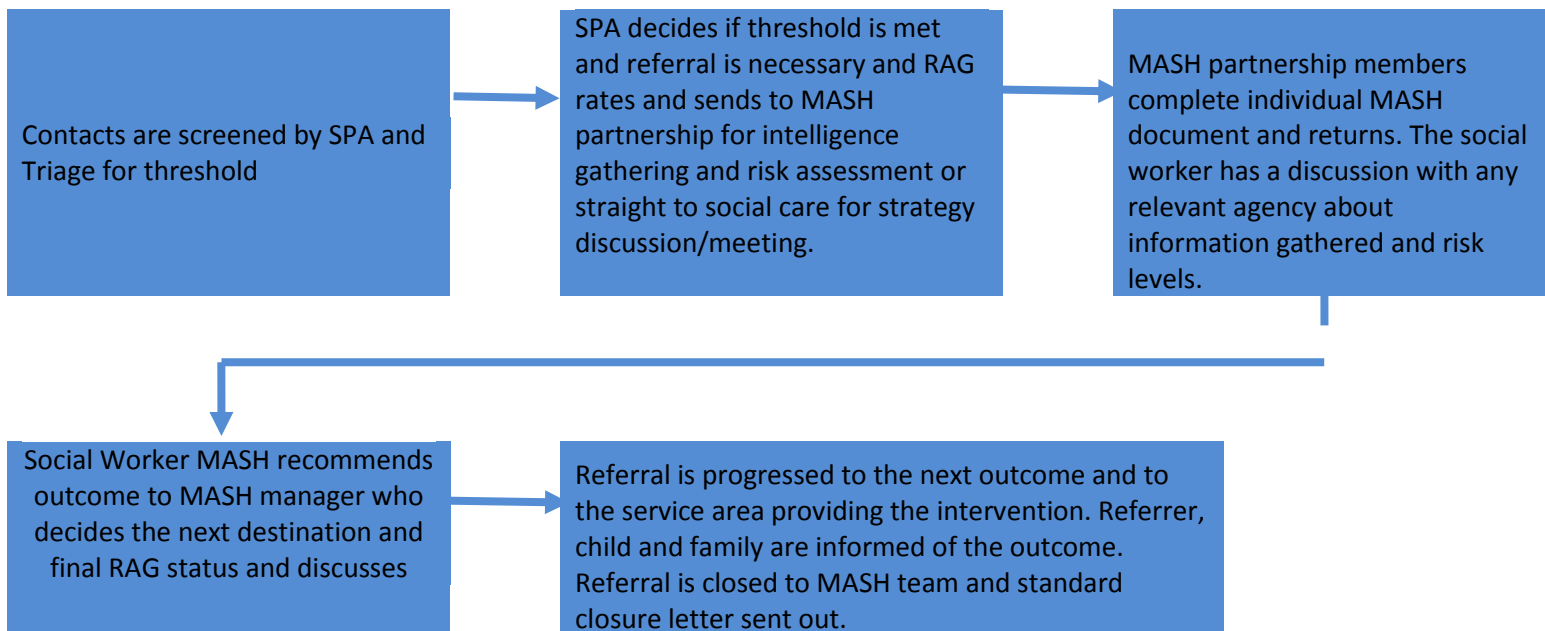 Contacts are screened by SPA and
Triage for threshold
SPA decides if threshold is met
and referral is necessary and RAG
rates and sends to MASH
partnership for intelligence
gathering and risk assessment or
straight to social care for strategy
discussion/meeting.
MASH partnership members
complete individual MASH
document and returns. The social
worker has a discussion with any
relevant agency about
information gathered and risk
levels.
Social Worker MASH recommends
outcome to MASH manager who
decides the next destination and
final RAG status and discusses
Referral is progressed to the next outcome and to
the service area providing the intervention. Referrer,
child and family are informed of the outcome.
Referral is closed to MASH team and standard
closure letter sent out.